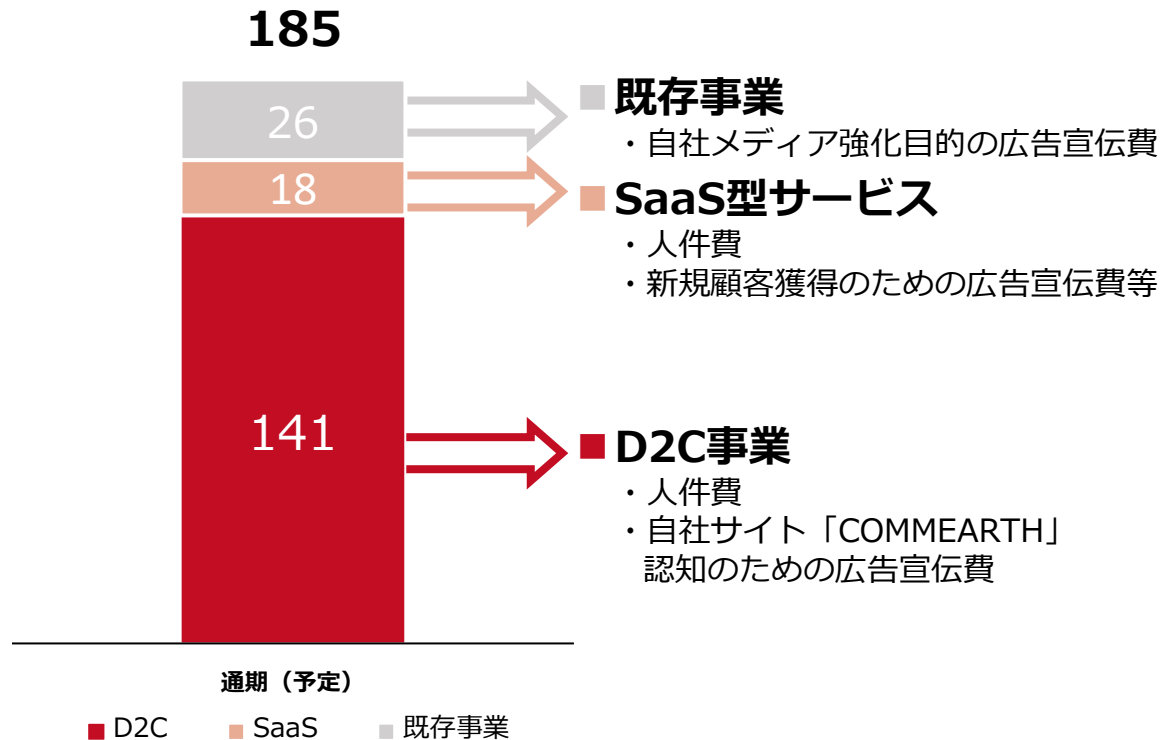 185
26
18
141
■ 既存事業
・自社メディア強化目的の広告宣伝費
■ SaaS型サービス
・人件費
・新規顧客獲得のための広告宣伝費等
■ D2C事業
・人件費
・自社サイト「COMMEARTH」
認知のための広告宣伝費
通期（予定）
■ D2C ■ SaaS ■ 既存事業